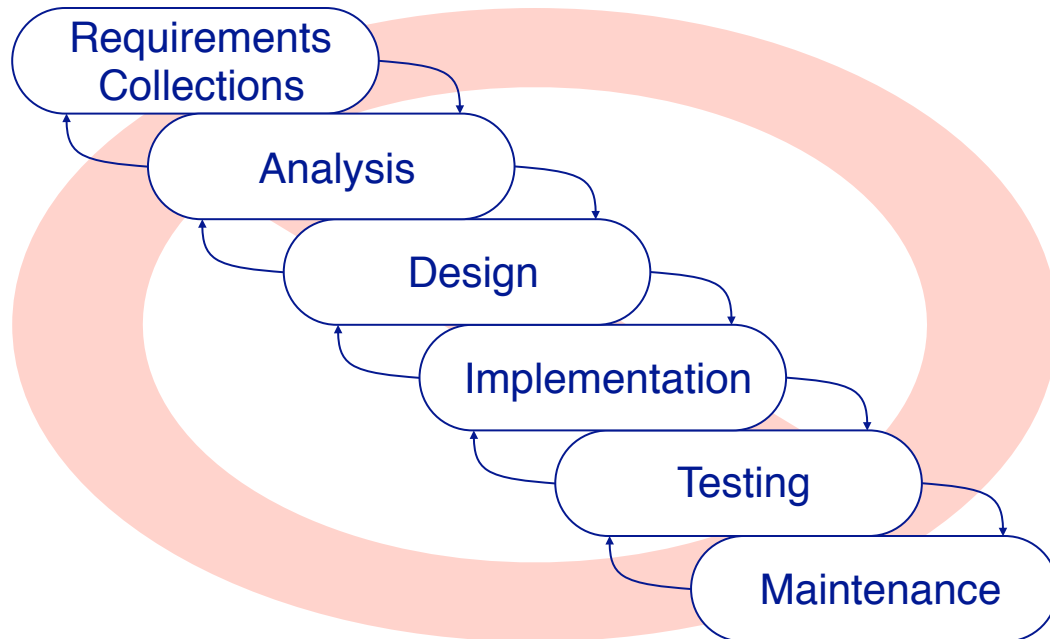 Requirements
Collections
Analysis
Design
Implementation
Testing
Maintenance